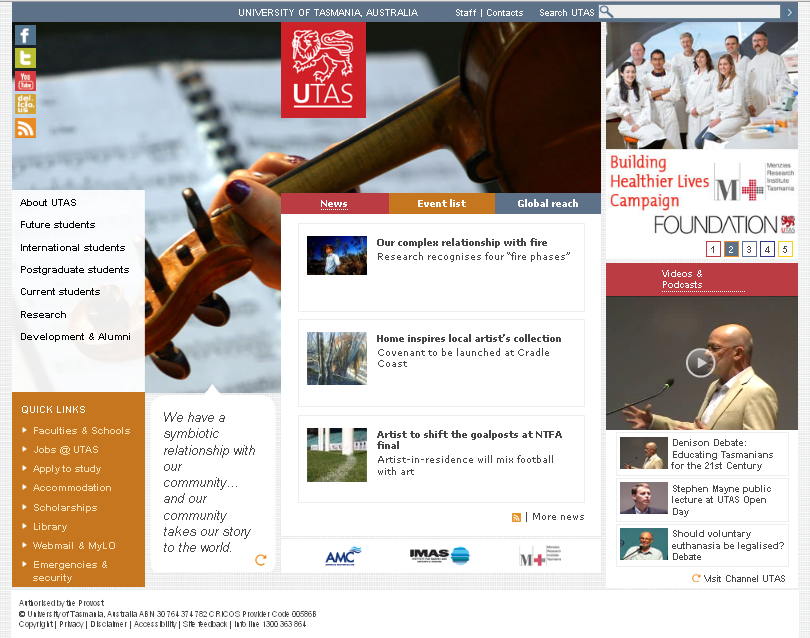 UNIVERSITY OF TASMANIA, AUSTRALIA
Staff | Contacts
Search UTAS
f
t
You Tube
del.icio.us
UTAS
About UTAS
Future students
International students
Postgraduate students
Current students
Research
Development & Alumni
QUICK LINKS
Faculties & Schools
Jobs @ UTAS
Apply to study
Accommodation
Scholarships
Library
Webmail & MyLO
Emergencies &
security
We have a
symbiotic
relationship with
our
community...
and our
community
takes our story
to the world.
News
Event list
Global reach
Our complex relationship with fire
Research recognises four “fire phases”
Home inspires local artist's collection
Covenant to be launched at Cradle
Coast
Artist to shift the goalposts at NTFA
final
Artist-in-residence will mix football
with art
| More news
AMC
IMAS
M
Menzies
Research
Institute
Tasmania
Building
Healthier Lives
Campaign
M
Menzies
Research
Institute
Tasmania
FOUNDATION
UTAS
1 2 3 4 5
Videos &
Podcasts
Denison Debate:
Educating Tasmanians
for the 21st Century
Stephen Mayne public
lecture at UTAS Open
Day
Should voluntary
euthanasia be legalised?
Debate
Visit Channel UTAS
Authorised by the Provost
© University of Tasmania, Australia ABN 30 764 374 782 CRICOS Provider Code 00586B
Copyright | Privacy | Disclaimer | Accessibility | Site feedback | Info line 1300 363 864